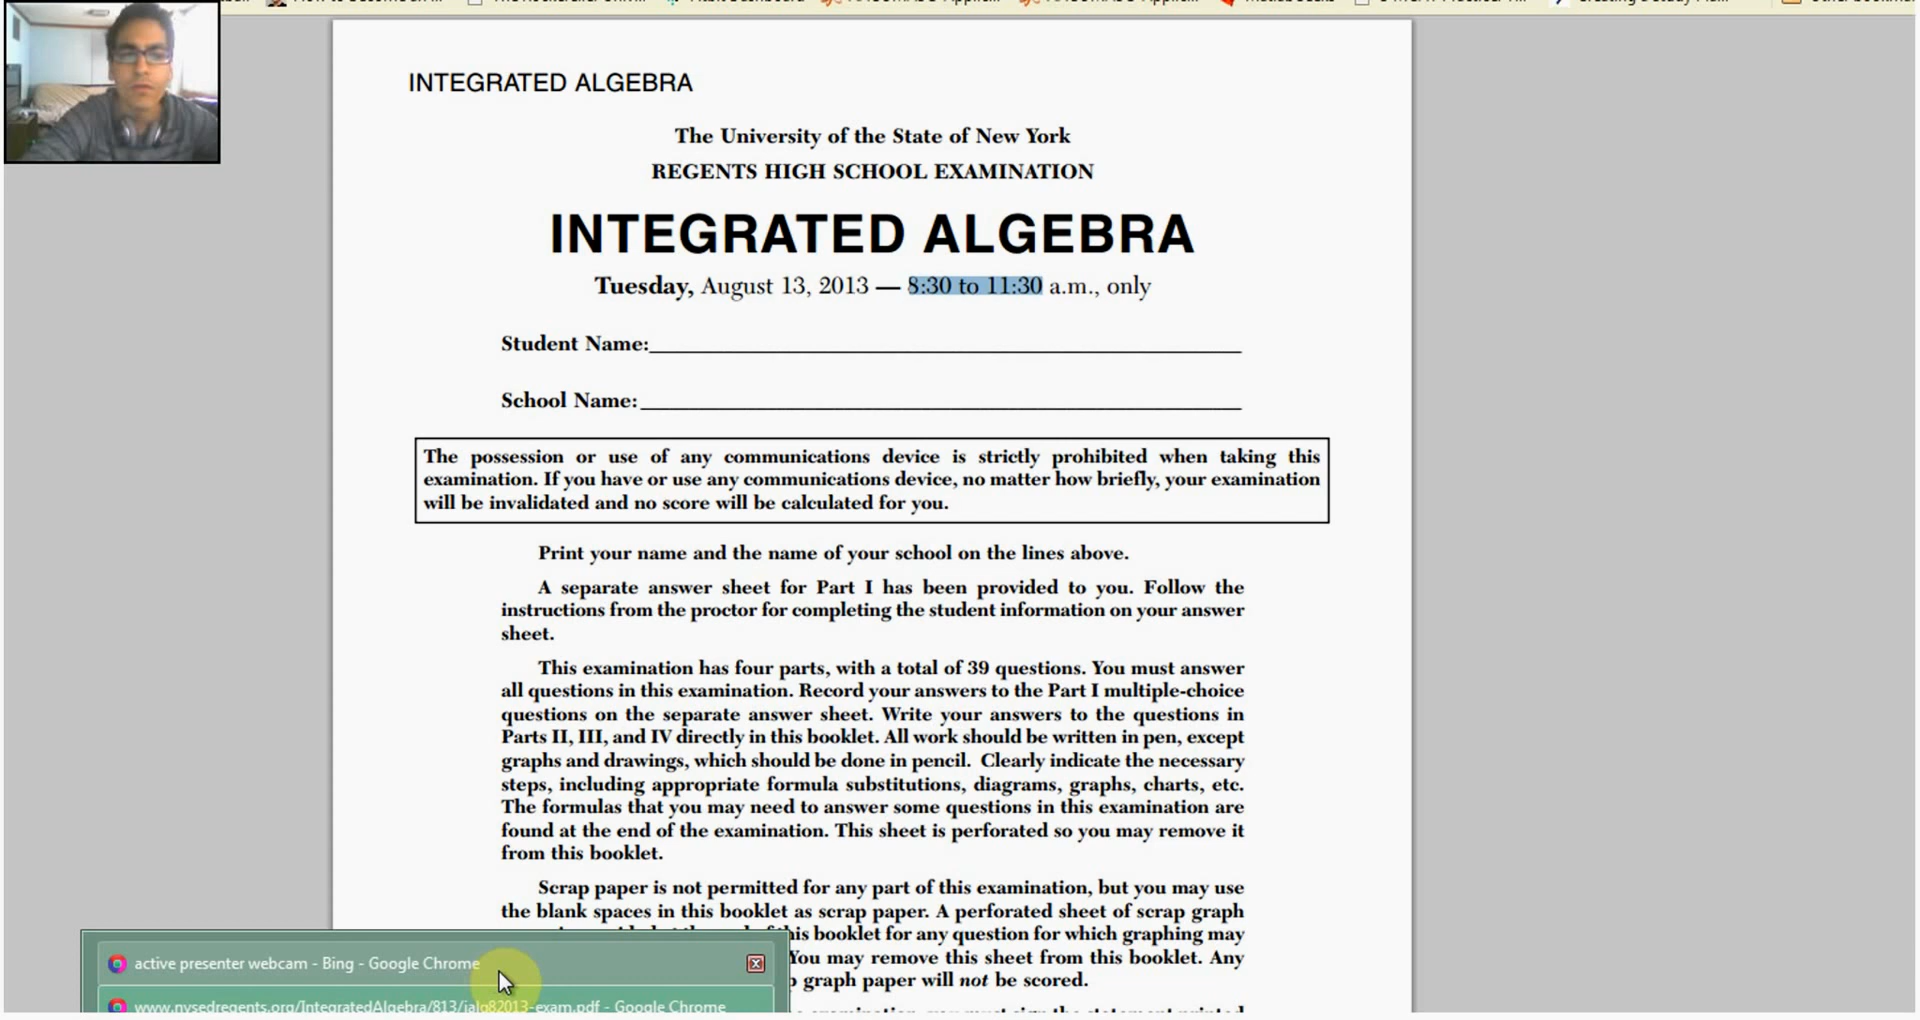 INTEGRATED ALGEBRA
The University of the State of New York
REGENTS HIGH SCHOOL EXAMINATION
INTEGRATED ALGEBRA
Tuesday, August 13, 2013 — 8:30 to 11:30 a.m., only
Student Name:
School Name:
The possession or use of any communications device is strictly prohibited when taking this
examination. If you have or use any communications device, no matter how briefly, your examination
will be invalidated and no score will be calculated for you.
Print your name and the name of your school on the lines above.
A separate answer sheet for Part I has been provided to you. Follow the
instructions from the proctor for completing the student information on your answer
sheet.
This examination has four parts, with a total of 39 questions. You must answer
all questions in this examination. Record your answers to the Part I multiple-choice
questions on the separate answer sheet. Write your answers to the questions in
Parts II, III, and IV directly in this booklet. All work should be written in pen, except
graphs and drawings, which should be done in pencil. Clearly indicate the necessary
steps, including appropriate formula substitutions, diagrams, graphs, charts, etc.
The formulas that you may need to answer some questions in this examination are
found at the end of the examination. This sheet is perforated so you may remove it
from this booklet.
Scrap paper is not permitted for any part of this examination, but you may use
the blank spaces in this booklet as scrap paper. A perforated sheet of scrap graph
this booklet for any question for which graphing may
You may remove this sheet from this booklet. Any
graph paper will not be scored.
active presenter webcam - Bing - Google Chrome
www.nysedregents.org/IntegratedAlgebra/813/ialg82013-exam.pdf - Google Chrome